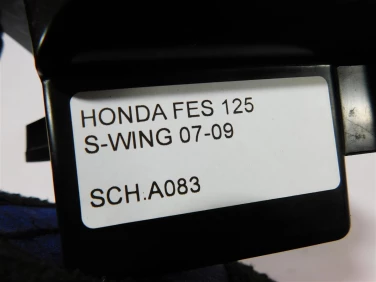 HONDA FES 125
S-WING 07-09
SCH.A083